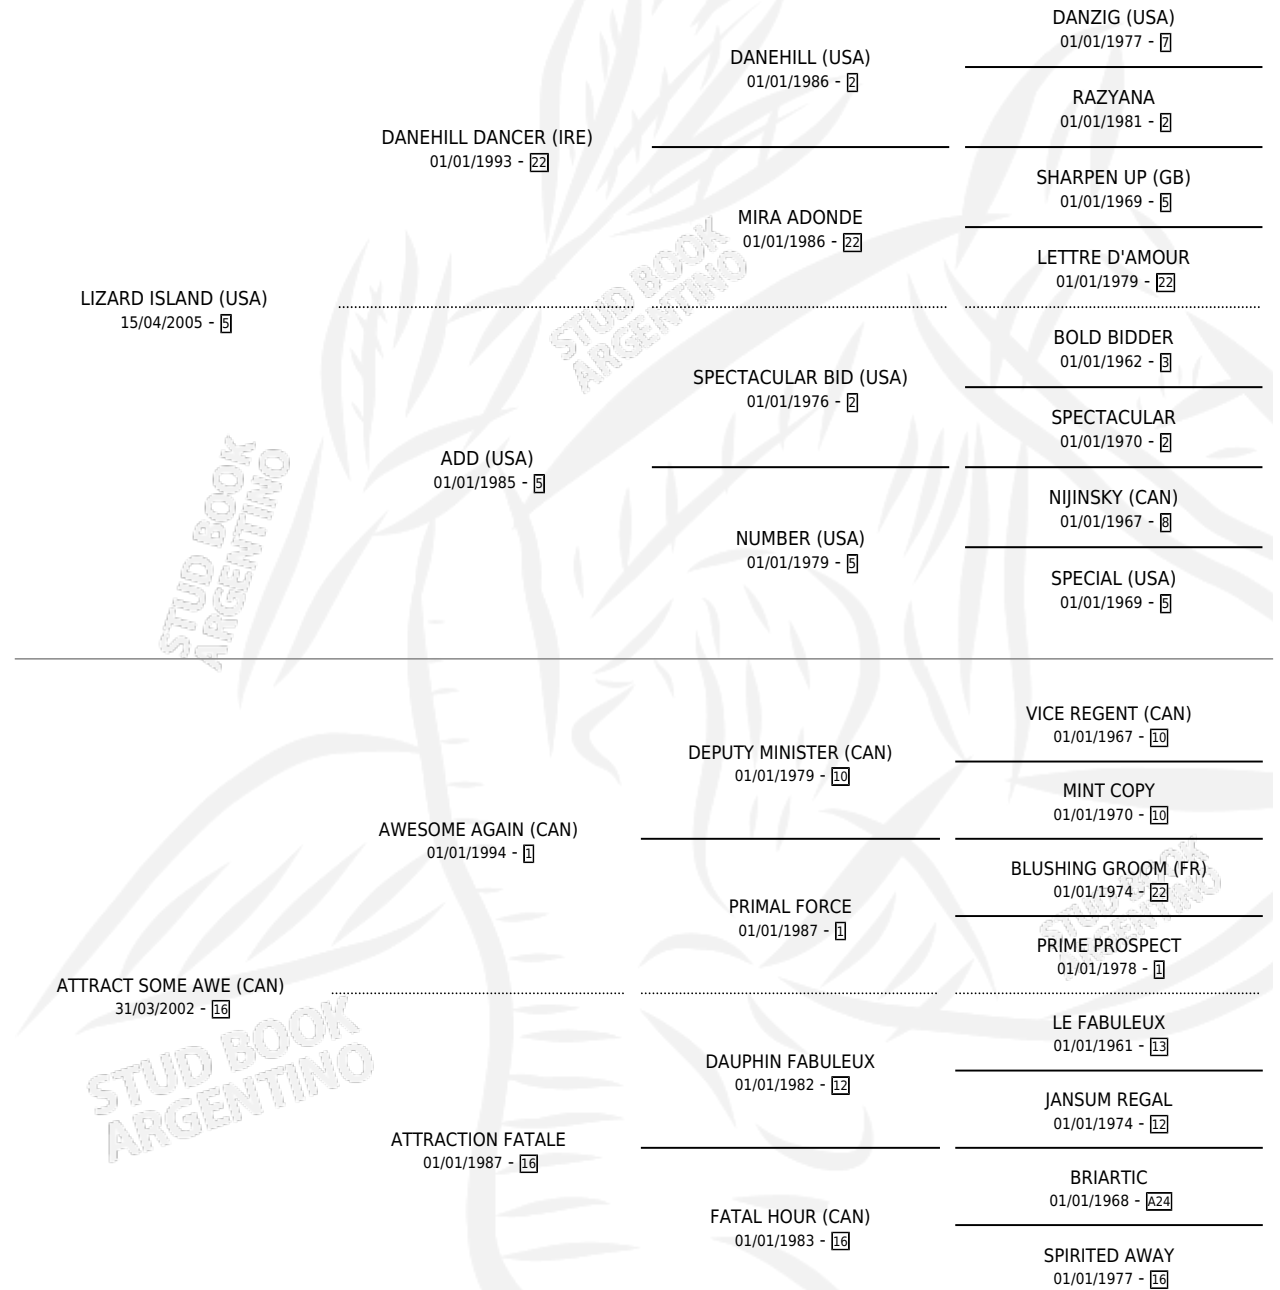 DANZIG (USA)
01/01/1977 - 7
DANEHILL (USA)
01/01/1986 - 2
RAZYANA
01/01/1981 - 2
DANEHILL DANCER (IRE)
01/01/1993 - 22
SHARPEN UP (GB)
01/01/1969 - 5
MIRA ADONDE
01/01/1986 - 22
LETTRE D'AMOUR
01/01/1979 - 22
LIZARD ISLAND (USA)
15/04/2005 - 5
BOLD BIDDER
01/01/1962 - 3
SPECTACULAR BID (USA)
01/01/1976 - 2
SPECTACULAR
01/01/1970 - 2
ADD (USA)
01/01/1985 - 5
NIJINSKY (CAN)
01/01/1967 - 8
NUMBER (USA)
01/01/1979 - 5
SPECIAL (USA)
01/01/1969 - 5
VICE REGENT (CAN)
01/01/1967 - 10
DEPUTY MINISTER (CAN)
01/01/1979 - 10
MINT COPY
01/01/1970 - 10
AWESOME AGAIN (CAN)
01/01/1994 - 1
BLUSHING GROOM (FR)
01/01/1974 - 22
PRIMAL FORCE
01/01/1987 - 1
PRIME PROSPECT
01/01/1978 - 1
ATTRACT SOME AWE (CAN)
31/03/2002 - 16
LE FABULEUX
01/01/1961 - 13
DAUPHIN FABULEUX
01/01/1982 - 12
JANSUM REGAL
01/01/1974 - 12
ATTRACTION FATALE
01/01/1987 - 16
BRIARTIC
01/01/1968 - A24
FATAL HOUR (CAN)
01/01/1983 - 16
SPIRITED AWAY
01/01/1977 - 16
STUD BOOK
ARGENTINO
STUD BOOK
ARGENTINO
STUD BOOK
ARGENTINO
STUD BOOK
ARGENTINO